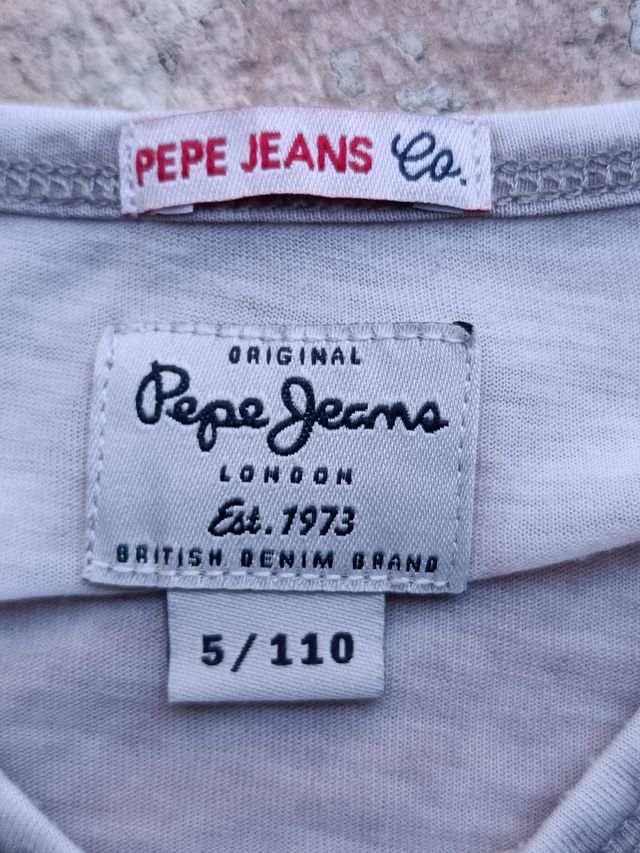 PEPE JEANS Co.
ORIGINAL
Pepe Jeans
LONDON
Est. 1973
BRITISH DENIM BRAND
5/110